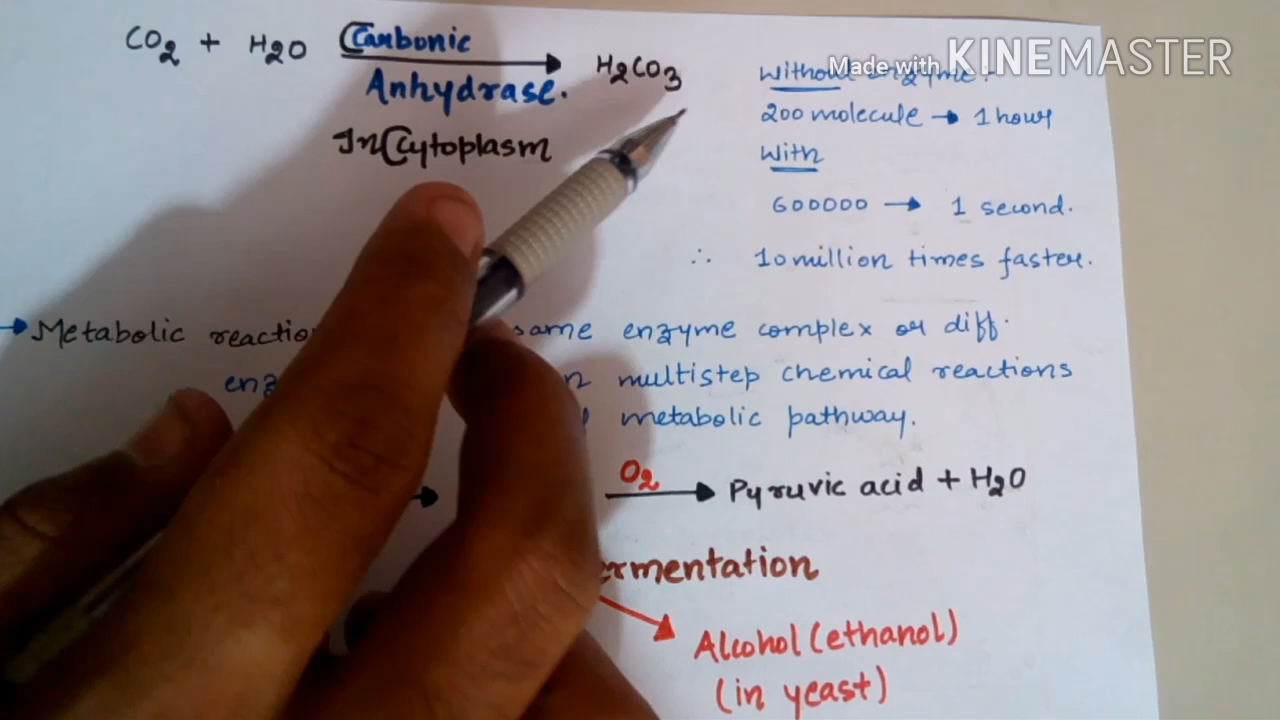 CO2 + H2O Carbonic Anhydrase. H2CO3
In Cytoplasm
Made with KINEMASTER
Without enzyme:-
200 molecule → 1 hour
With
600000 → 1 second.
∴ 10 million times faster.
→ Metabolic same enzyme complex or diff.
multistep chemical reactions
metabolic pathway.
O2 → Pyruvic acid + H2O
Alcohol (ethanol)
(in yeast)